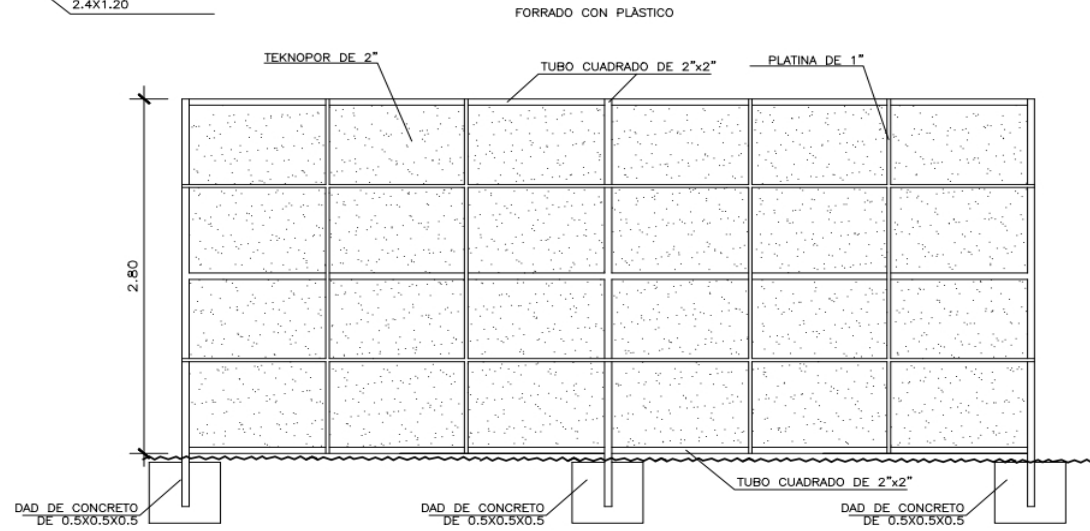 2.4X1.20
FORRADO CON PLÁSTICO
TEKNOPOR DE 2"
TUBO CUADRADO DE 2"x2"
PLATINA DE 1"
2.80
TUBO CUADRADO DE 2"x2"
DAD DE CONCRETO
DE 0.5X0.5X0.5
DAD DE CONCRETO
DE 0.5X0.5X0.5
DAD DE CONCRETO
DE 0.5X0.5X0.5